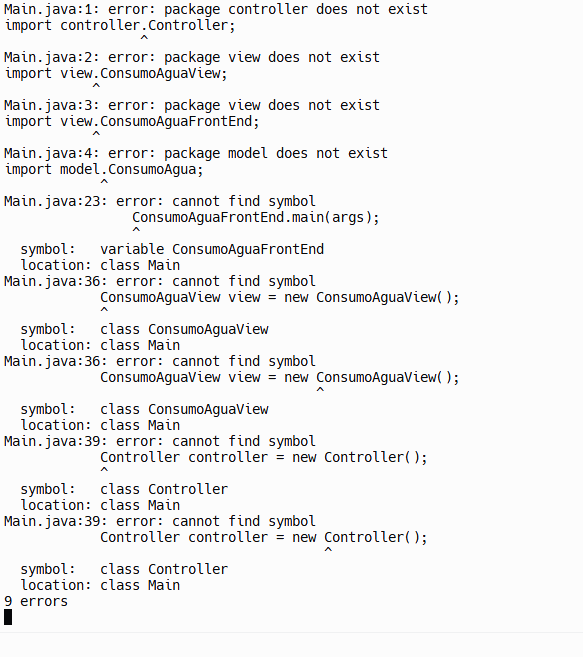 Main.java:1: error: package controller does not exist
import controller.Controller;
                 ^
Main.java:2: error: package view does not exist
import view.ConsumoAguaView;
           ^
Main.java:3: error: package view does not exist
import view.ConsumoAguaFrontEnd;
           ^
Main.java:4: error: package model does not exist
import model.ConsumoAgua;
            ^
Main.java:23: error: cannot find symbol
                ConsumoAguaFrontEnd.main(args);
                ^
  symbol:   variable ConsumoAguaFrontEnd
  location: class Main
Main.java:36: error: cannot find symbol
            ConsumoAguaView view = new ConsumoAguaView();
            ^
  symbol:   class ConsumoAguaView
  location: class Main
Main.java:36: error: cannot find symbol
            ConsumoAguaView view = new ConsumoAguaView();
                                       ^
  symbol:   class ConsumoAguaView
  location: class Main
Main.java:39: error: cannot find symbol
            Controller controller = new Controller();
            ^
  symbol:   class Controller
  location: class Main
Main.java:39: error: cannot find symbol
            Controller controller = new Controller();
                                        ^
  symbol:   class Controller
  location: class Main
9 errors